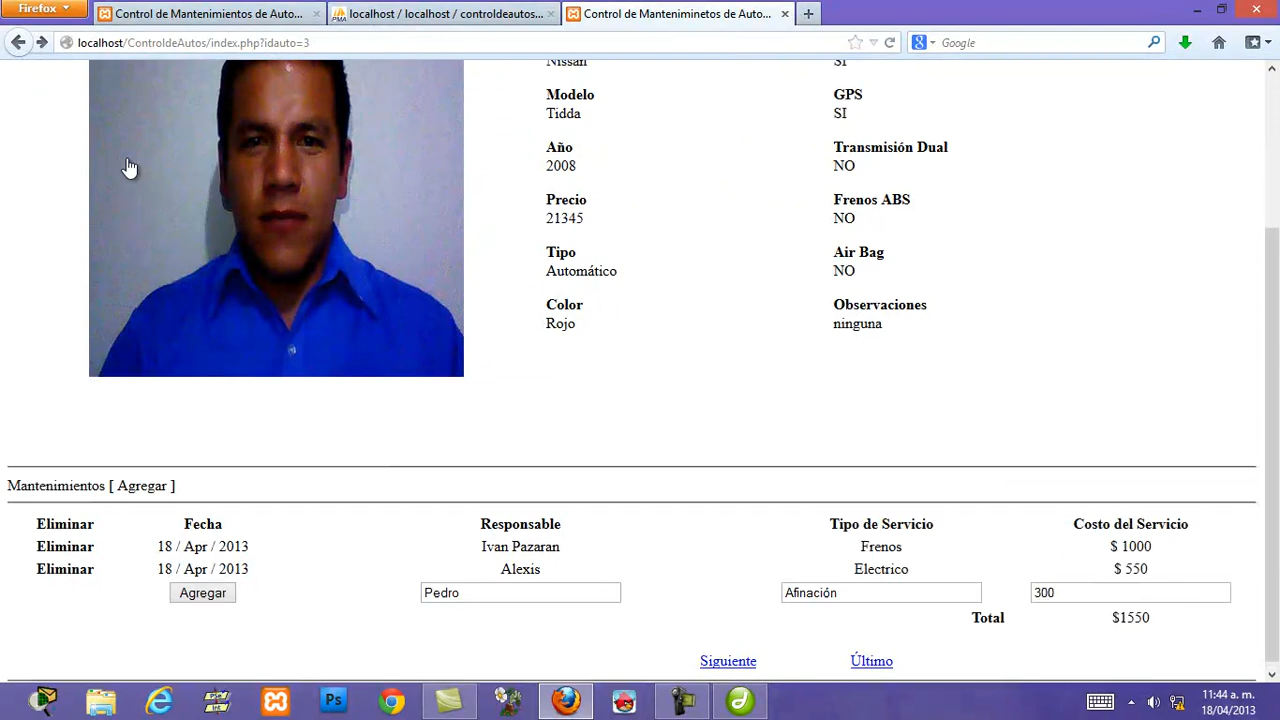 Firefox
Control de Mantenimientos de Auto...
localhost / localhost / controldeautos...
Control de Manteniminetos de Auto...
localhost/ControldeAutos/index.php?idauto=3
Google
Nissan SI
Modelo GPS
Tidda SI
Año Transmisión Dual
2008 NO
Precio Frenos ABS
21345 NO
Tipo Air Bag
Automático NO
Color Observaciones
Rojo ninguna
Mantenimientos [ Agregar ]
Eliminar Fecha Responsable Tipo de Servicio Costo del Servicio
Eliminar 18 / Apr / 2013 Ivan Pazaran Frenos $ 1000
Eliminar 18 / Apr / 2013 Alexis Electrico $ 550
Agregar Pedro Afinación 300
Total $1550
Siguiente Último
11:44 a. m.
18/04/2013